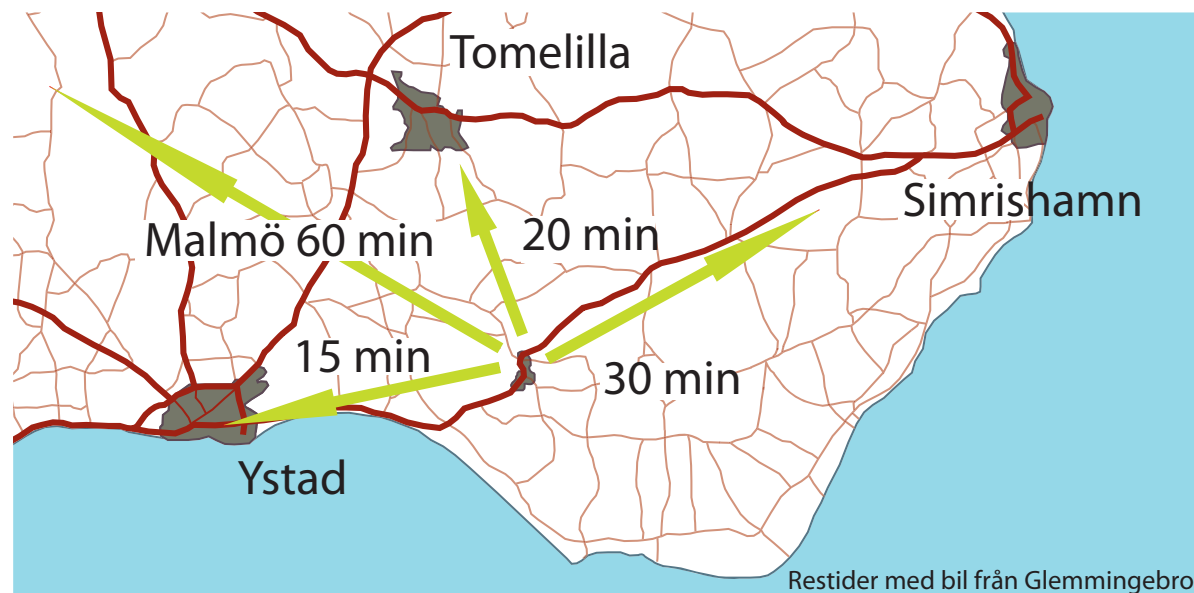 Tomelilla
Simrishamn
20 min
Malmö 60 min
15 min
30 min
Ystad
Restider med bil från Glemmingebro